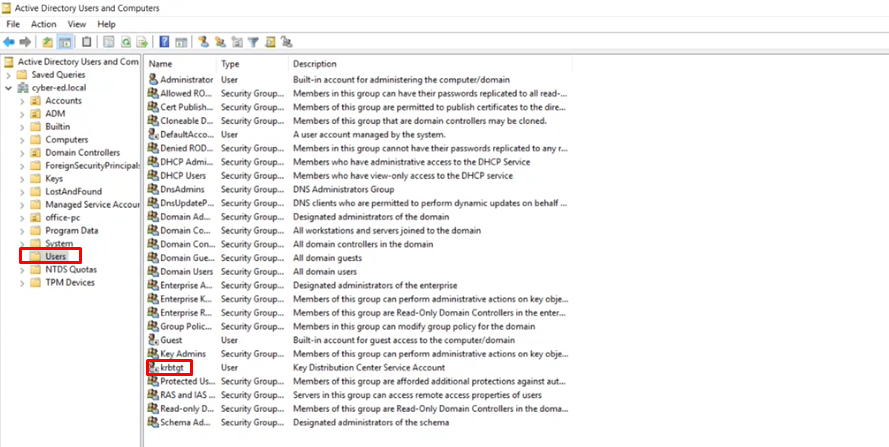 Active Directory Users and Computers
File Action View Help
Active Directory Users and Com
Saved Queries
cyber-ed.local
Accounts
ADM
Builtin
Computers
Domain Controllers
ForeignSecurityPrincipals
Keys
LostAndFound
Managed Service Accour
office-pc
Program Data
System
Users
NTDS Quotas
TPM Devices
Name Type Description
Administrator User Built-in account for administering the computer/domain
Allowed RO... Security Group... Members in this group can have their passwords replicated to all read-...
Cert Publish... Security Group... Members of this group are permitted to publish certificates to the dire...
Cloneable D... Security Group... Members of this group that are domain controllers may be cloned.
DefaultAcco... User A user account managed by the system.
Denied ROD... Security Group... Members in this group cannot have their passwords replicated to any r...
DHCP Admi... Security Group... Members who have administrative access to the DHCP Service
DHCP Users Security Group... Members who have view-only access to the DHCP service
DnsAdmins Security Group... DNS Administrators Group
DnsUpdateP... Security Group... DNS clients who are permitted to perform dynamic updates on behalf ...
Domain Ad... Security Group... Designated administrators of the domain
Domain Co... Security Group... All workstations and servers joined to the domain
Domain Con... Security Group... All domain controllers in the domain
Domain Gue... Security Group... All domain guests
Domain Users Security Group... All domain users
Enterprise A... Security Group... Designated administrators of the enterprise
Enterprise K... Security Group... Members of this group can perform administrative actions on key obje...
Enterprise R... Security Group... Members of this group are Read-Only Domain Controllers in the enter...
Group Polic... Security Group... Members in this group can modify group policy for the domain
Guest User Built-in account for guest access to the computer/domain
Key Admins Security Group... Members of this group can perform administrative actions on key obje...
krbtgt User Key Distribution Center Service Account
Protected Us... Security Group... Members of this group are afforded additional protections against aut...
RAS and IAS ... Security Group... Servers in this group can access remote access properties of users
Read-only D... Security Group... Members of this group are Read-Only Domain Controllers in the doma...
Schema Ad... Security Group... Designated administrators of the schema